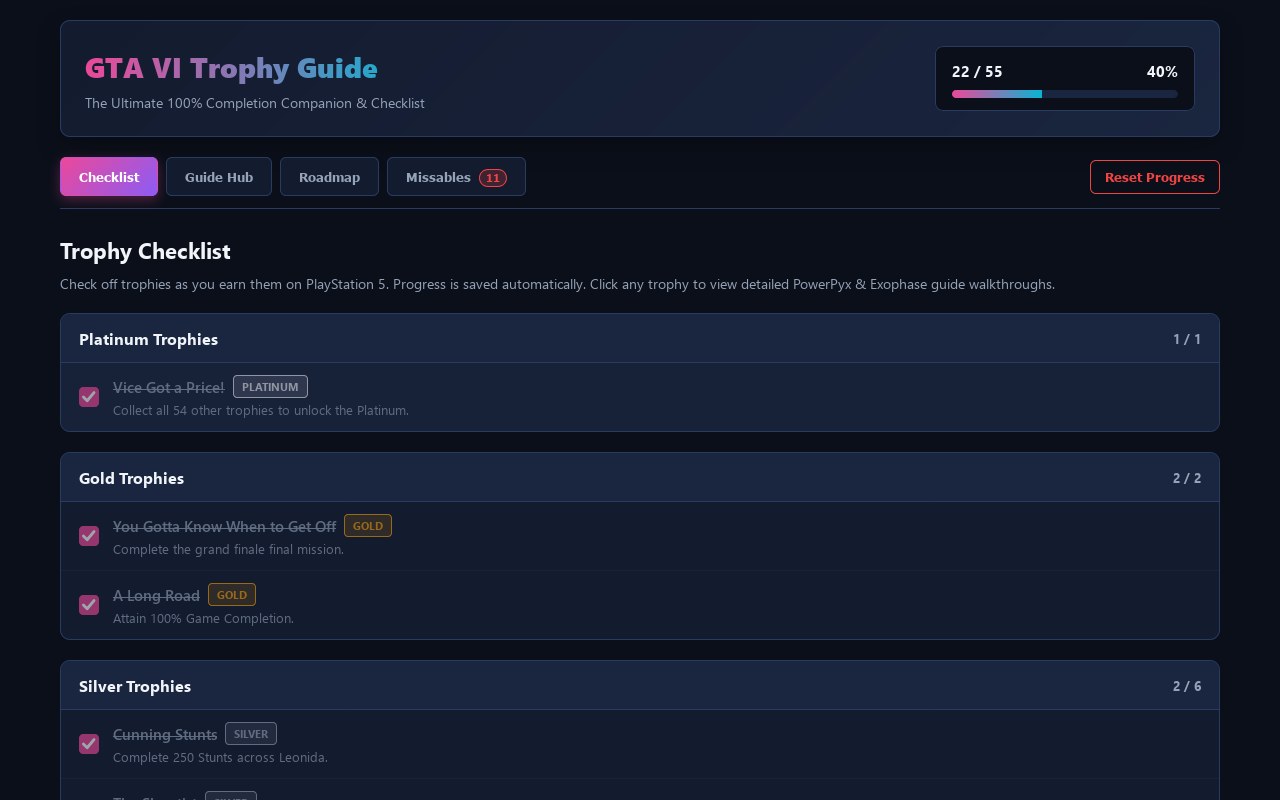 GTA VI Trophy Guide
The Ultimate 100% Completion Companion & Checklist
22 / 55 40%
Checklist Guide Hub Roadmap Missables 11 Reset Progress
Trophy Checklist
Check off trophies as you earn them on PlayStation 5. Progress is saved automatically. Click any trophy to view detailed PowerPyx & Exophase guide walkthroughs.
Platinum Trophies 1 / 1
Vice Got a Price! PLATINUM
Collect all 54 other trophies to unlock the Platinum.
Gold Trophies 2 / 2
You Gotta Know When to Get Off GOLD
Complete the grand finale final mission.
A Long Road GOLD
Attain 100% Game Completion.
Silver Trophies 2 / 6
Cunning Stunts SILVER
Complete 250 Stunts across Leonida.